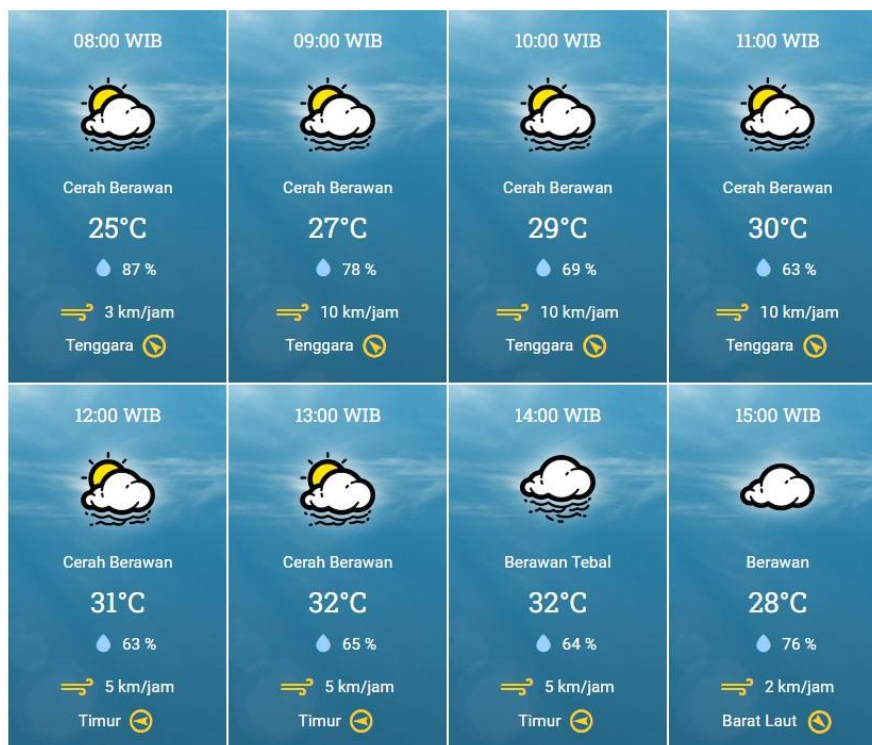 08:00 WIB
Cerah Berawan
25°C
87 %
3 km/jam
Tenggara
09:00 WIB
Cerah Berawan
27°C
78 %
10 km/jam
Tenggara
10:00 WIB
Cerah Berawan
29°C
69 %
10 km/jam
Tenggara
11:00 WIB
Cerah Berawan
30°C
63 %
10 km/jam
Tenggara
12:00 WIB
Cerah Berawan
31°C
63 %
5 km/jam
Timur
13:00 WIB
Cerah Berawan
32°C
65 %
5 km/jam
Timur
14:00 WIB
Berawan Tebal
32°C
64 %
5 km/jam
Timur
15:00 WIB
Berawan
28°C
76 %
2 km/jam
Barat Laut